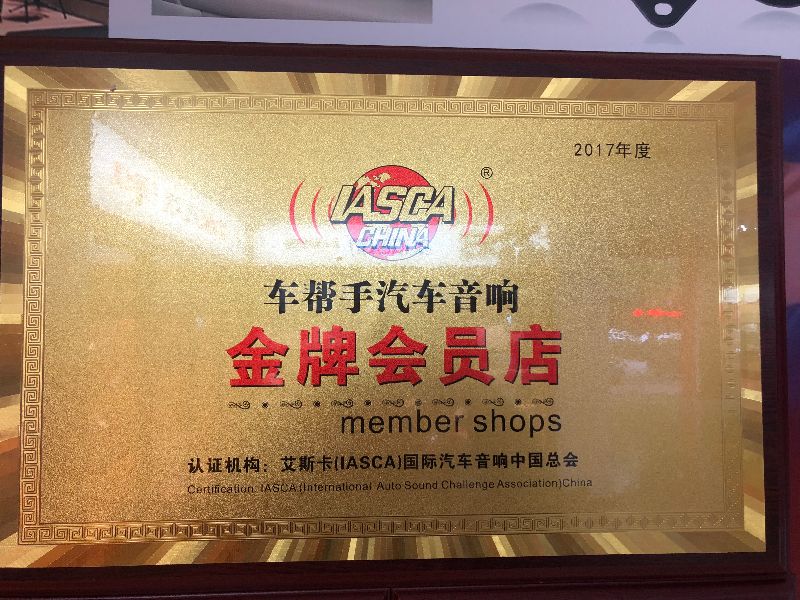 2017年度
®
IASCA
CHINA
车帮手汽车音响
金牌会员店
member shops
认证机构：艾斯卡(IASCA)国际汽车音响中国总会
Certification: IASCA (International Auto Sound Challenge Association)China